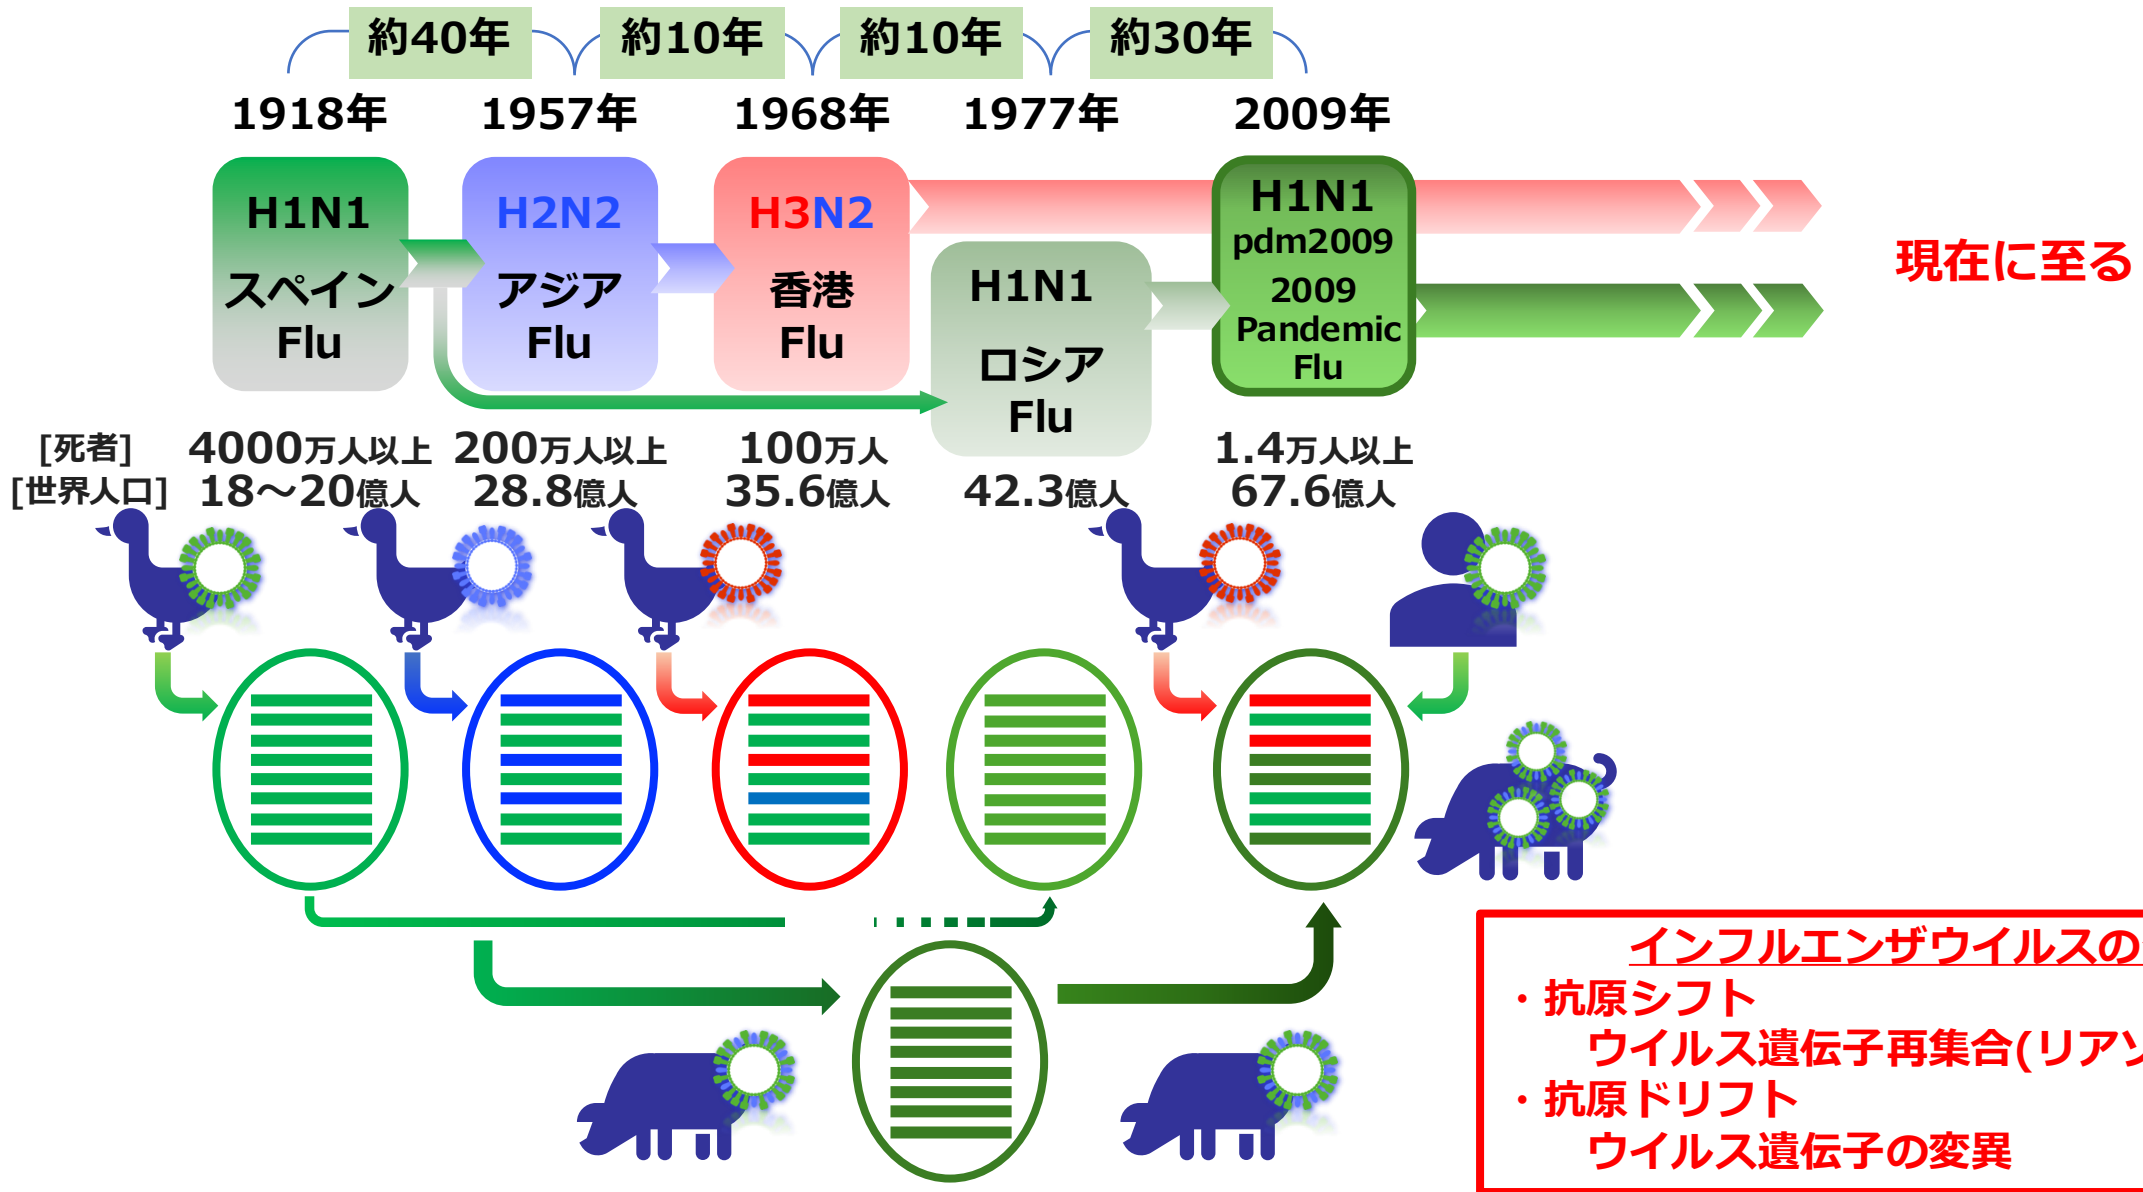 約40年 約10年 約10年 約30年
1918年 1957年 1968年 1977年 2009年
H1N1
スペイン
Flu
H2N2
アジア
Flu
H3N2
香港
Flu
H1N1
ロシア
Flu
H1N1
pdm2009
2009
Pandemic
Flu
現在に至る
[死者] 4000万人以上 200万人以上 100万人 1.4万人以上
[世界人口] 18～20億人 28.8億人 35.6億人 42.3億人 67.6億人
インフルエンザウイルスの
・抗原シフト
ウイルス遺伝子再集合(リアソ
・抗原ドリフト
ウイルス遺伝子の変異